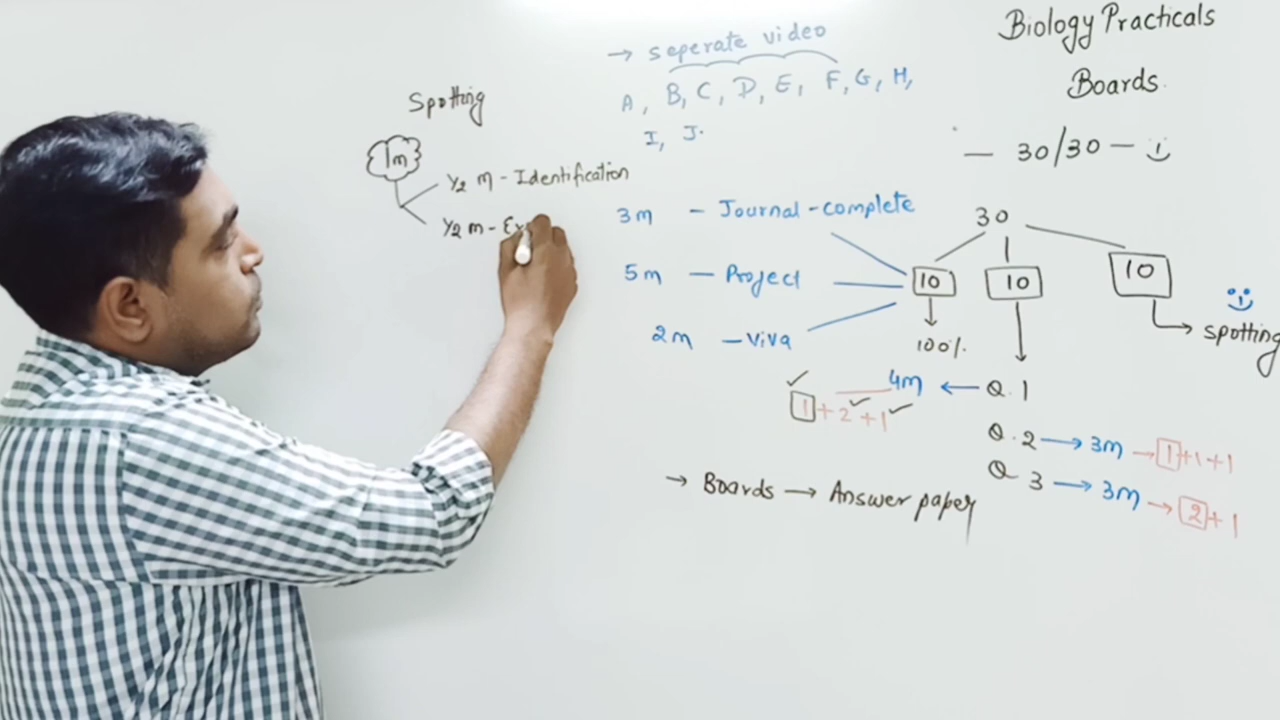 Biology Practicals
Boards.
— 30/30 —
→ seperate video
A, B, C, D, E, F, G, H,
I, J.
Spotting
1m
1/2 m - Identification
1/2 m -
3m - Journal - complete
5m — Project
2m — Viva
30
10 10 10
100%.
spotting
4m ← Q.1
1 + 2 + 1
Q.2 → 3m → 1+1+1
Q 3 → 3m → 2+1
→ Boards → Answer paper